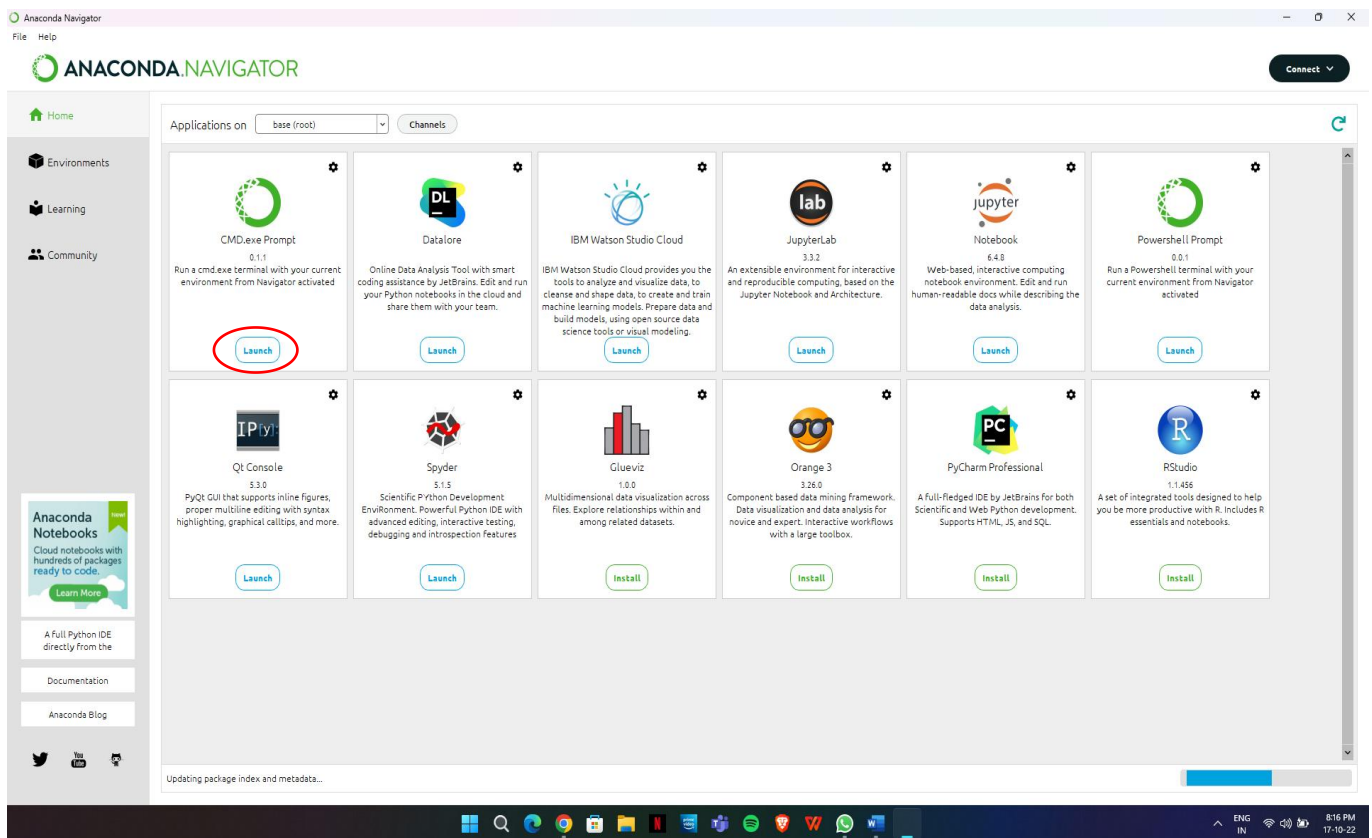 Anaconda Navigator
File Help
ANACONDA.NAVIGATOR
Connect
Home
Environments
Learning
Community
Applications on base (root) Channels
CMD.exe Prompt
0.1.1
Run a cmd.exe terminal with your current
environment from Navigator activated
Launch
DL
Datalore
Online Data Analysis Tool with smart
coding assistance by JetBrains. Edit and run
your Python notebooks in the cloud and
share them with your team.
Launch
IBM Watson Studio Cloud
IBM Watson Studio Cloud provides you the
tools to analyze and visualize data, to
cleanse and shape data, to create and train
machine learning models. Prepare data and
build models, using open source data
science tools or visual modeling.
Launch
lab
JupyterLab
3.3.2
An extensible environment for interactive
and reproducible computing, based on the
Jupyter Notebook and Architecture.
Launch
jupyter
Notebook
6.4.8
Web-based, interactive computing
notebook environment. Edit and run
human-readable docs while describing the
data analysis.
Launch
Powershell Prompt
0.0.1
Run a Powershell terminal with your
current environment from Navigator
activated
Launch
IP[y]:
Qt Console
5.3.0
PyQt GUI that supports inline figures,
proper multiline editing with syntax
highlighting, graphical calltips, and more.
Launch
Spyder
5.1.5
Scientific PYthon Development
EnviRonment. Powerful Python IDE with
advanced editing, interactive testing,
debugging and introspection features
Launch
Glueviz
1.0.0
Multidimensional data visualization across
files. Explore relationships within and
among related datasets.
Install
Orange 3
3.26.0
Component based data mining framework.
Data visualization and data analysis for
novice and expert. Interactive workflows
with a large toolbox.
Install
PC
PyCharm Professional
A full-fledged IDE by JetBrains for both
Scientific and Web Python development.
Supports HTML, JS, and SQL.
Install
R
RStudio
1.1.456
A set of integrated tools designed to help
you be more productive with R. Includes R
essentials and notebooks.
Install
New!
Anaconda
Notebooks
Cloud notebooks with
hundreds of packages
ready to code.
Learn More
A full Python IDE
directly from the
Documentation
Anaconda Blog
You
Tube
Updating package index and metadata...
ENG
IN
8:16 PM
17-10-22